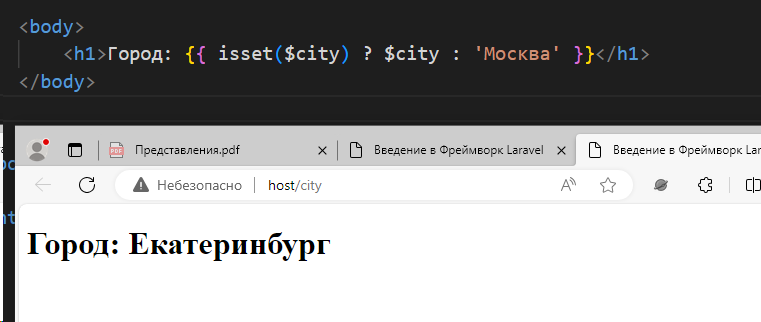 <body>
<h1>Город: {{ isset($city) ? $city : 'Москва' }}</h1>
</body>
Представления.pdf
Введение в Фреймворк Laravel
Введение в Фреймворк Lar
Небезопасно
host/city
Город: Екатеринбург